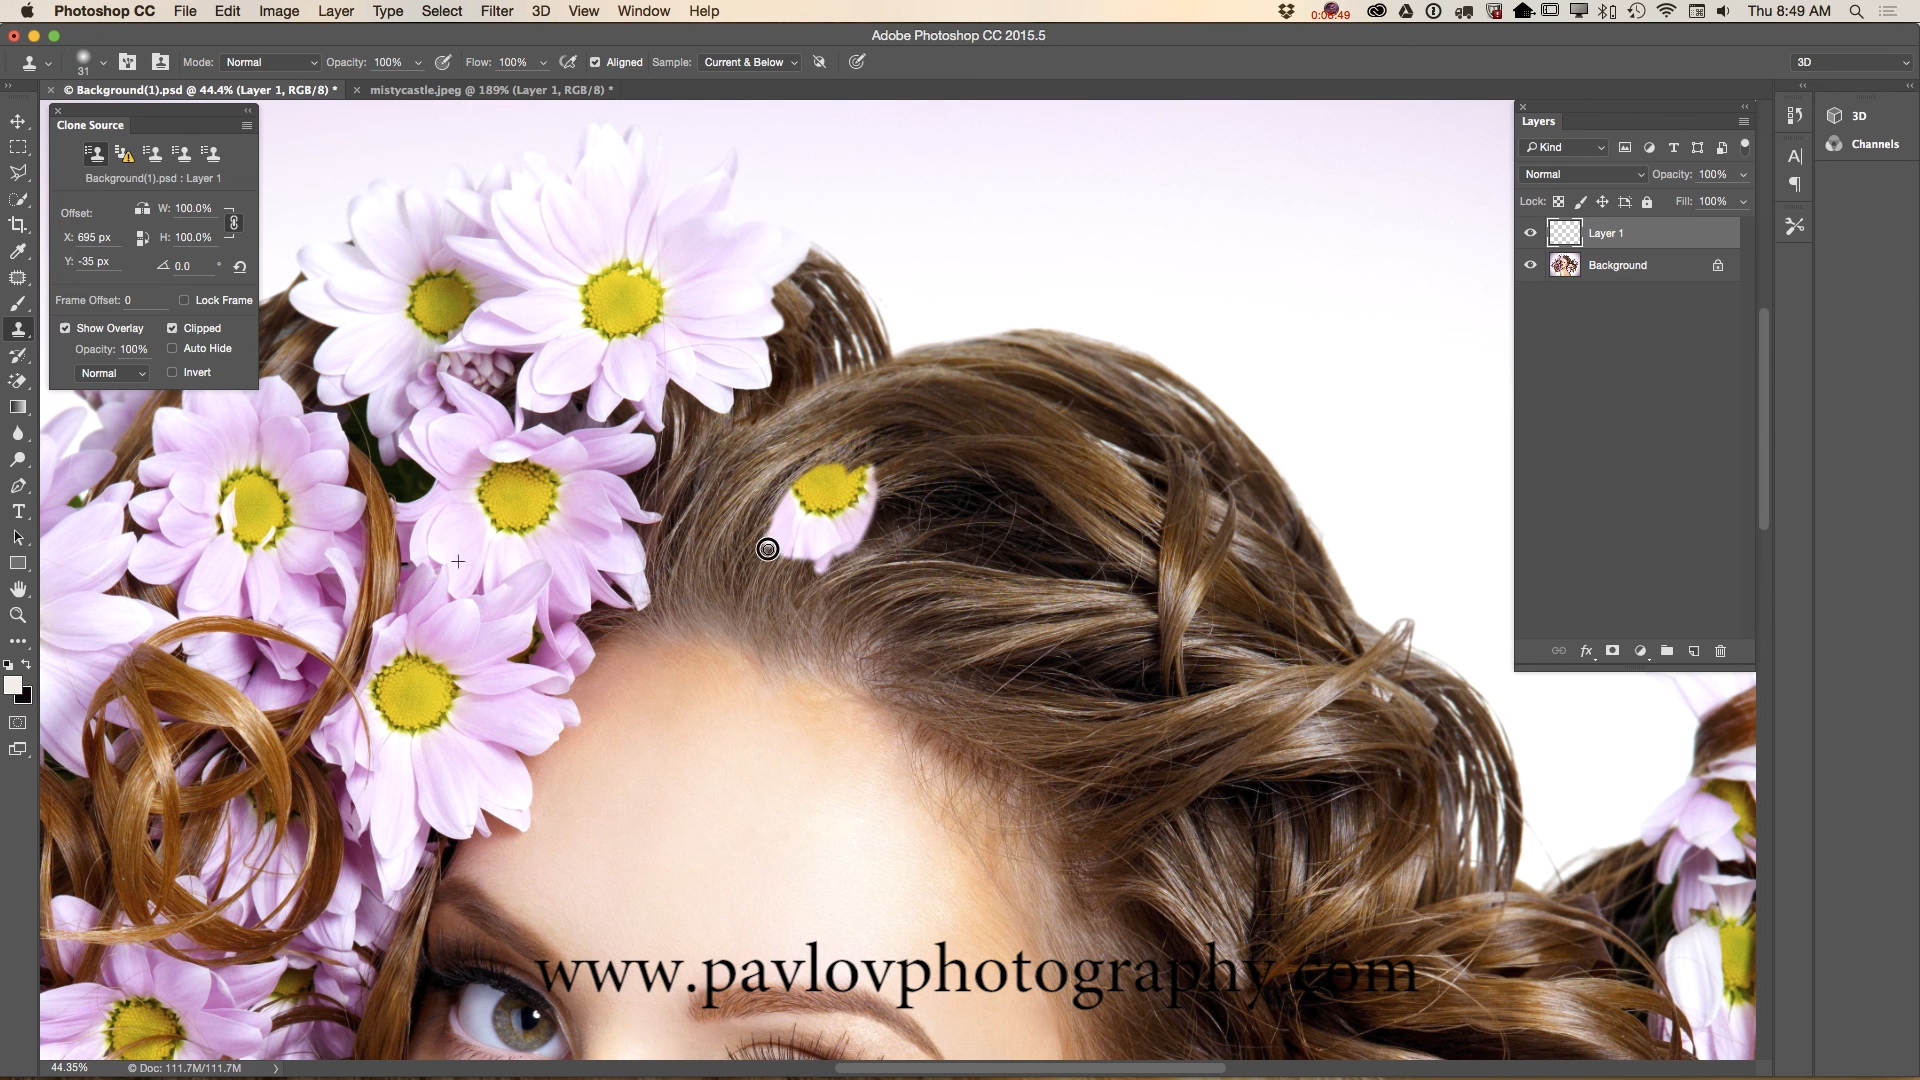 Photoshop CC File Edit Image Layer Type Select Filter 3D View Window Help 0:06:49 Thu 8:49 AM
Adobe Photoshop CC 2015.5
31 Mode: Normal Opacity: 100% Flow: 100% Aligned Sample: Current & Below 3D
© Background(1).psd @ 44.4% (Layer 1, RGB/8) * mistycastle.jpeg @ 189% (Layer 1, RGB/8) *
Clone Source
Background(1).psd : Layer 1
Offset: W: 100.0%
X: 695 px H: 100.0%
Y: -35 px 0.0 °
Frame Offset: 0 Lock Frame
Show Overlay Clipped
Opacity: 100% Auto Hide
Normal Invert
Layers
Kind
Normal Opacity: 100%
Lock: Fill: 100%
Layer 1
Background
3D
Channels
www.pavlovphotography.com
44.35% © Doc: 111.7M/111.7M